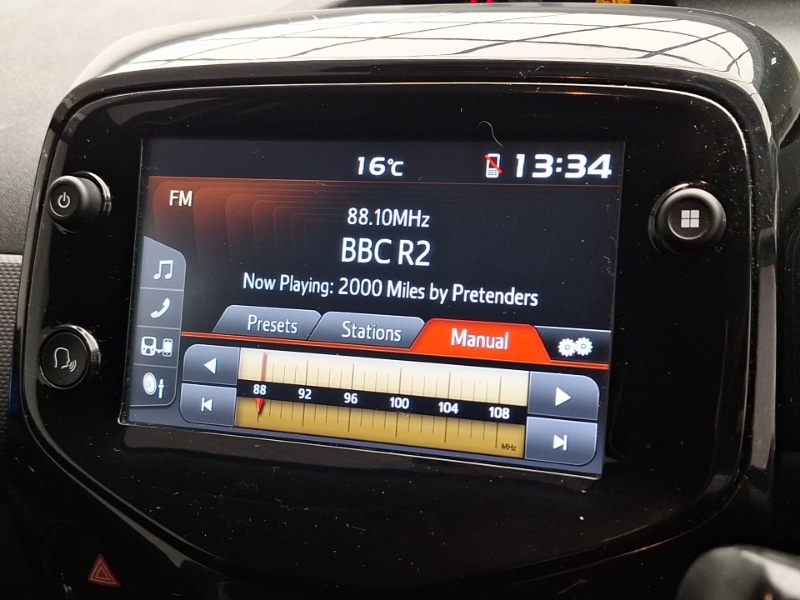 16°C 13:34
FM
88.10MHz
BBC R2
Now Playing: 2000 Miles by Pretenders
Presets Stations Manual
88 92 96 100 104 108
MHz